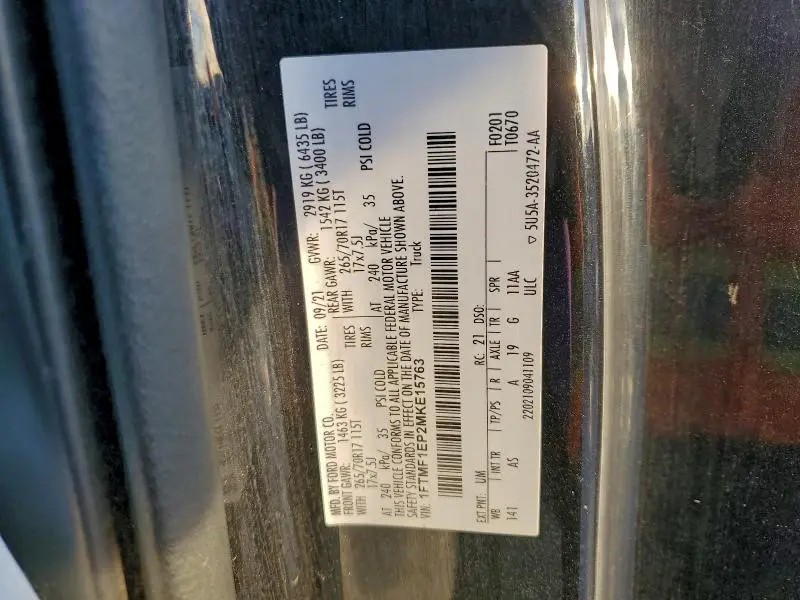 MFD. BY FORD MOTOR CO.
DATE: 09/21 GVWR: 2919 KG ( 6435 LB)
FRONT GAWR: 1463 KG ( 3225 LB) REAR GAWR: 1542 KG ( 3400 LB)
WITH 265/70R17 115T TIRES WITH 265/70R17 115T TIRES
17x7.5J RIMS 17x7.5J RIMS
AT 240 kPa/ 35 PSI COLD AT 240 kPa/ 35 PSI COLD
THIS VEHICLE CONFORMS TO ALL APPLICABLE FEDERAL MOTOR VEHICLE
SAFETY STANDARDS IN EFFECT ON THE DATE OF MANUFACTURE SHOWN ABOVE.
VIN: 1FTMF1EP2MKE15763 TYPE: Truck
F0201
T0670
EXT PNT: UM RC: 21 DSO:
WB INT TR TP/PS R AXLE TR SPR
141 AS A 19 G 11AA
ULC
2202109041109 5U5A-3520472-AA